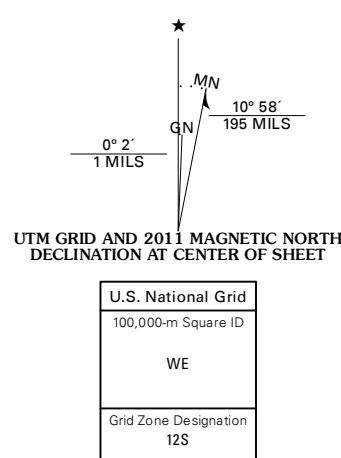 ★
MN
10° 58´
195 MILS
GN
0° 2´
1 MILS
UTM GRID AND 2011 MAGNETIC NORTH
DECLINATION AT CENTER OF SHEET
U.S. National Grid
100,000-m Square ID
WE
Grid Zone Designation
12S